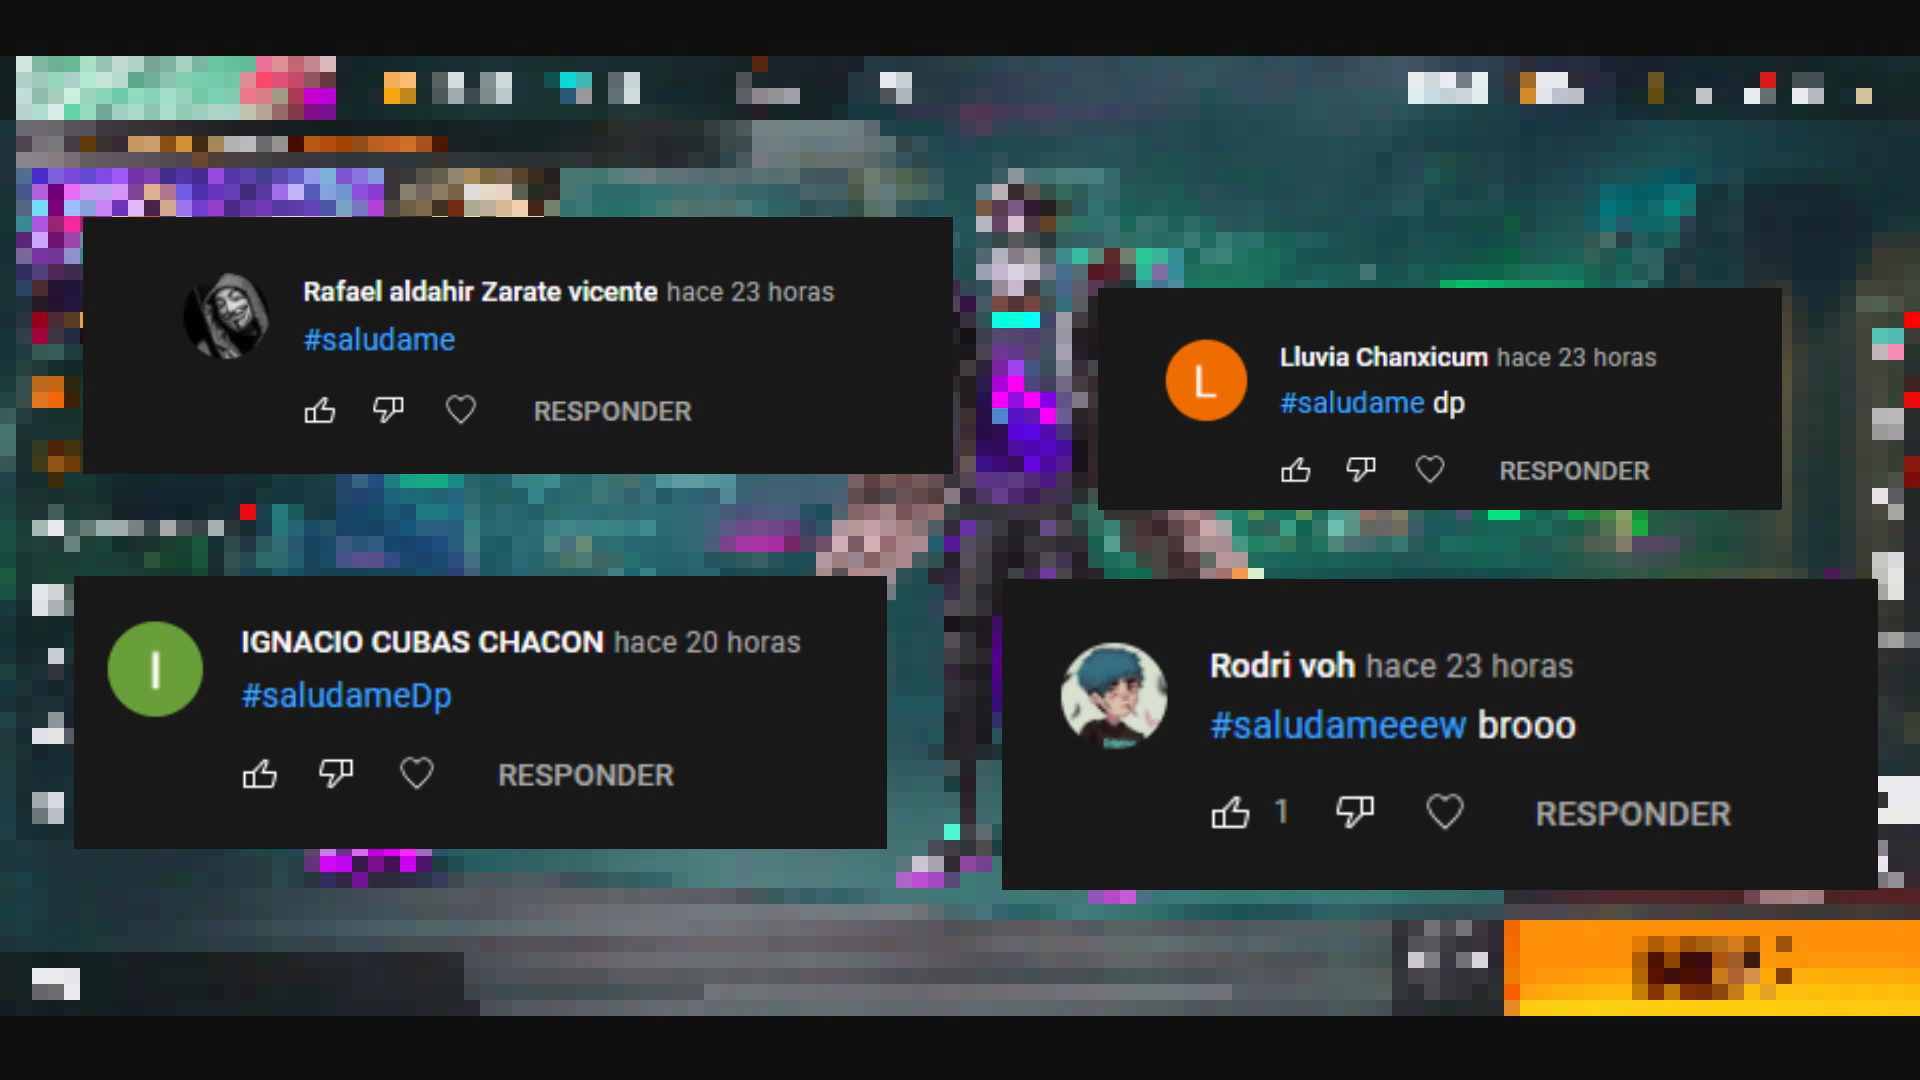 Rafael aldahir Zarate vicente hace 23 horas
#saludame
RESPONDER
Lluvia Chanxicum hace 23 horas
#saludame dp
RESPONDER
IGNACIO CUBAS CHACON hace 20 horas
#saludameDp
RESPONDER
Rodri voh hace 23 horas
#saludameeew brooo
1 RESPONDER